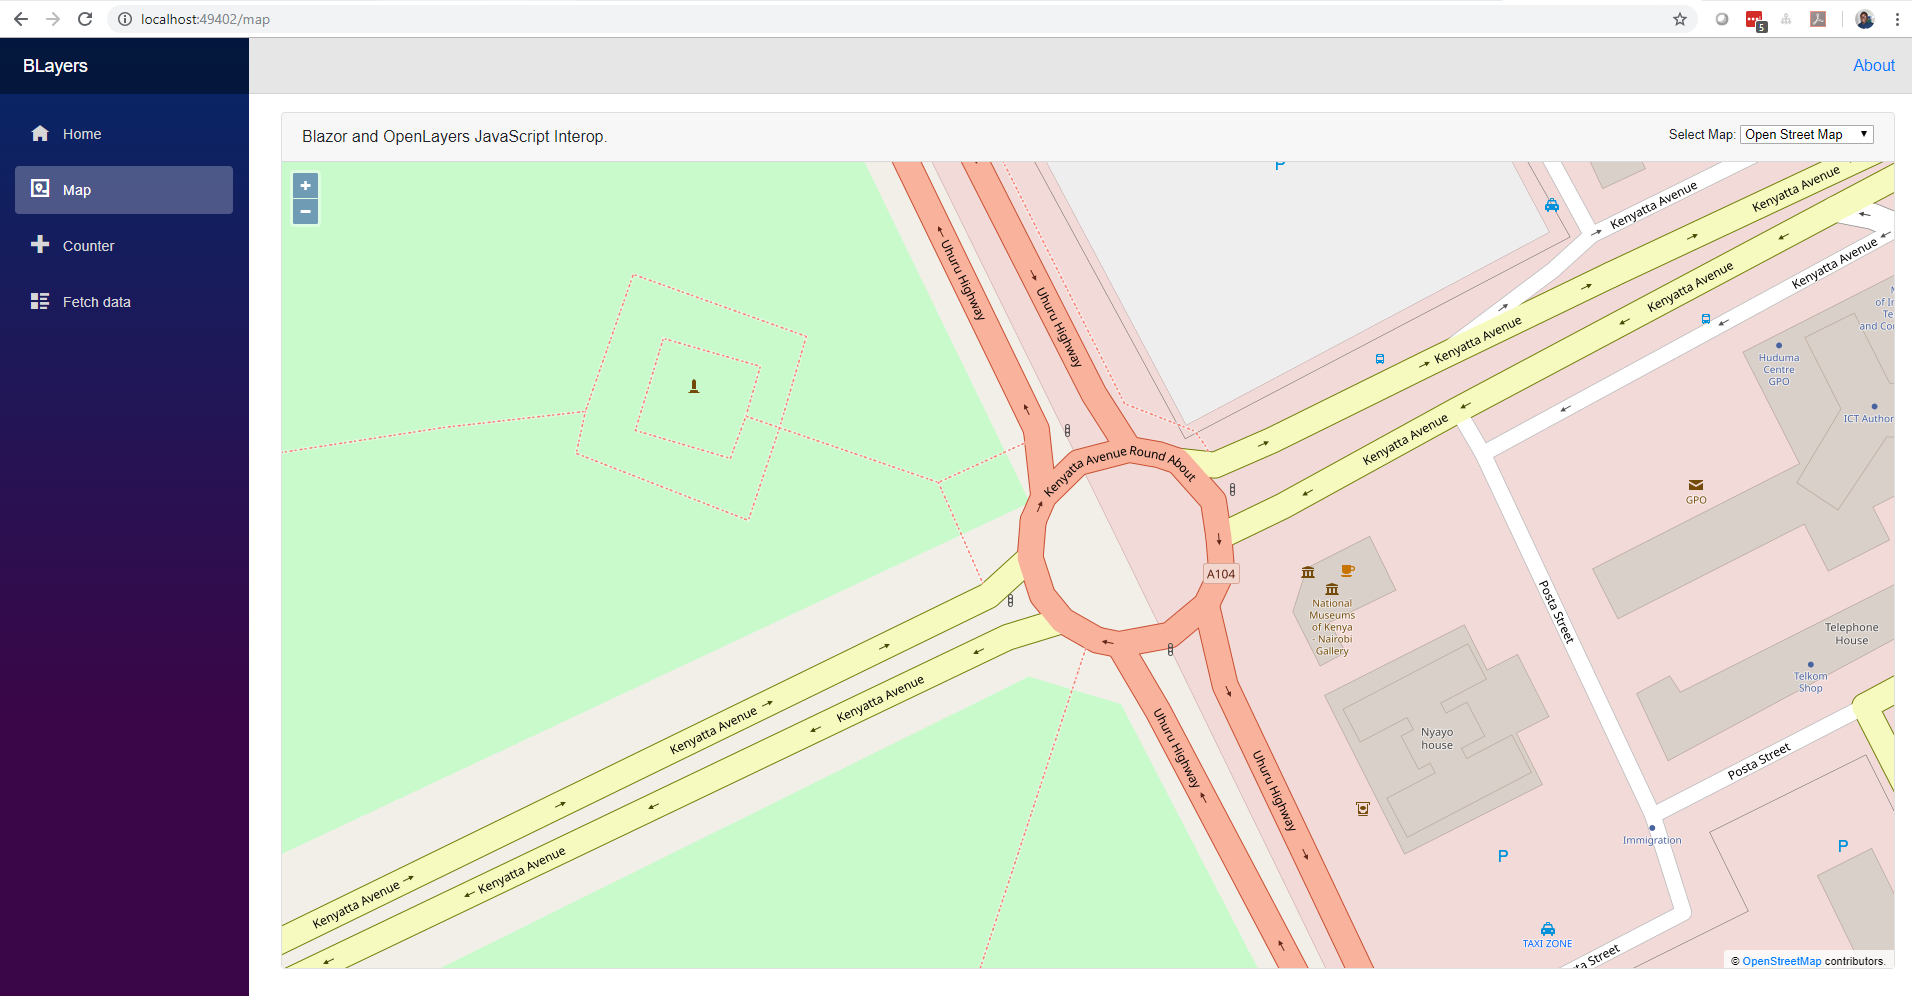 localhost:49402/map
5
BLayers
About
Home
Map
Counter
Fetch data
Blazor and OpenLayers JavaScript Interop.
Select Map:
Open Street Map
+
−
P
Kenyatta Avenue
Kenyatta Avenue
Kenyatta Avenue
Kenyatta Avenue
Kenyatta Avenue
Kenyatta Avenue
Uhuru Highway
Uhuru Highway
of
Te
and
Huduma
Centre
GPO
ICT
Kenyatta Avenue Round About
GPO
A104
National
Museums
of Kenya
- Nairobi
Gallery
Posta Street
Telephone
House
Telkom
Shop
Kenyatta Avenue
Kenyatta Avenue
Uhuru Highway
Uhuru Highway
Nyayo
house
Posta Street
Immigration
P
P
Kenyatta Avenue
Kenyatta Avenue
TAXI ZONE
Street
© OpenStreetMap contributors.